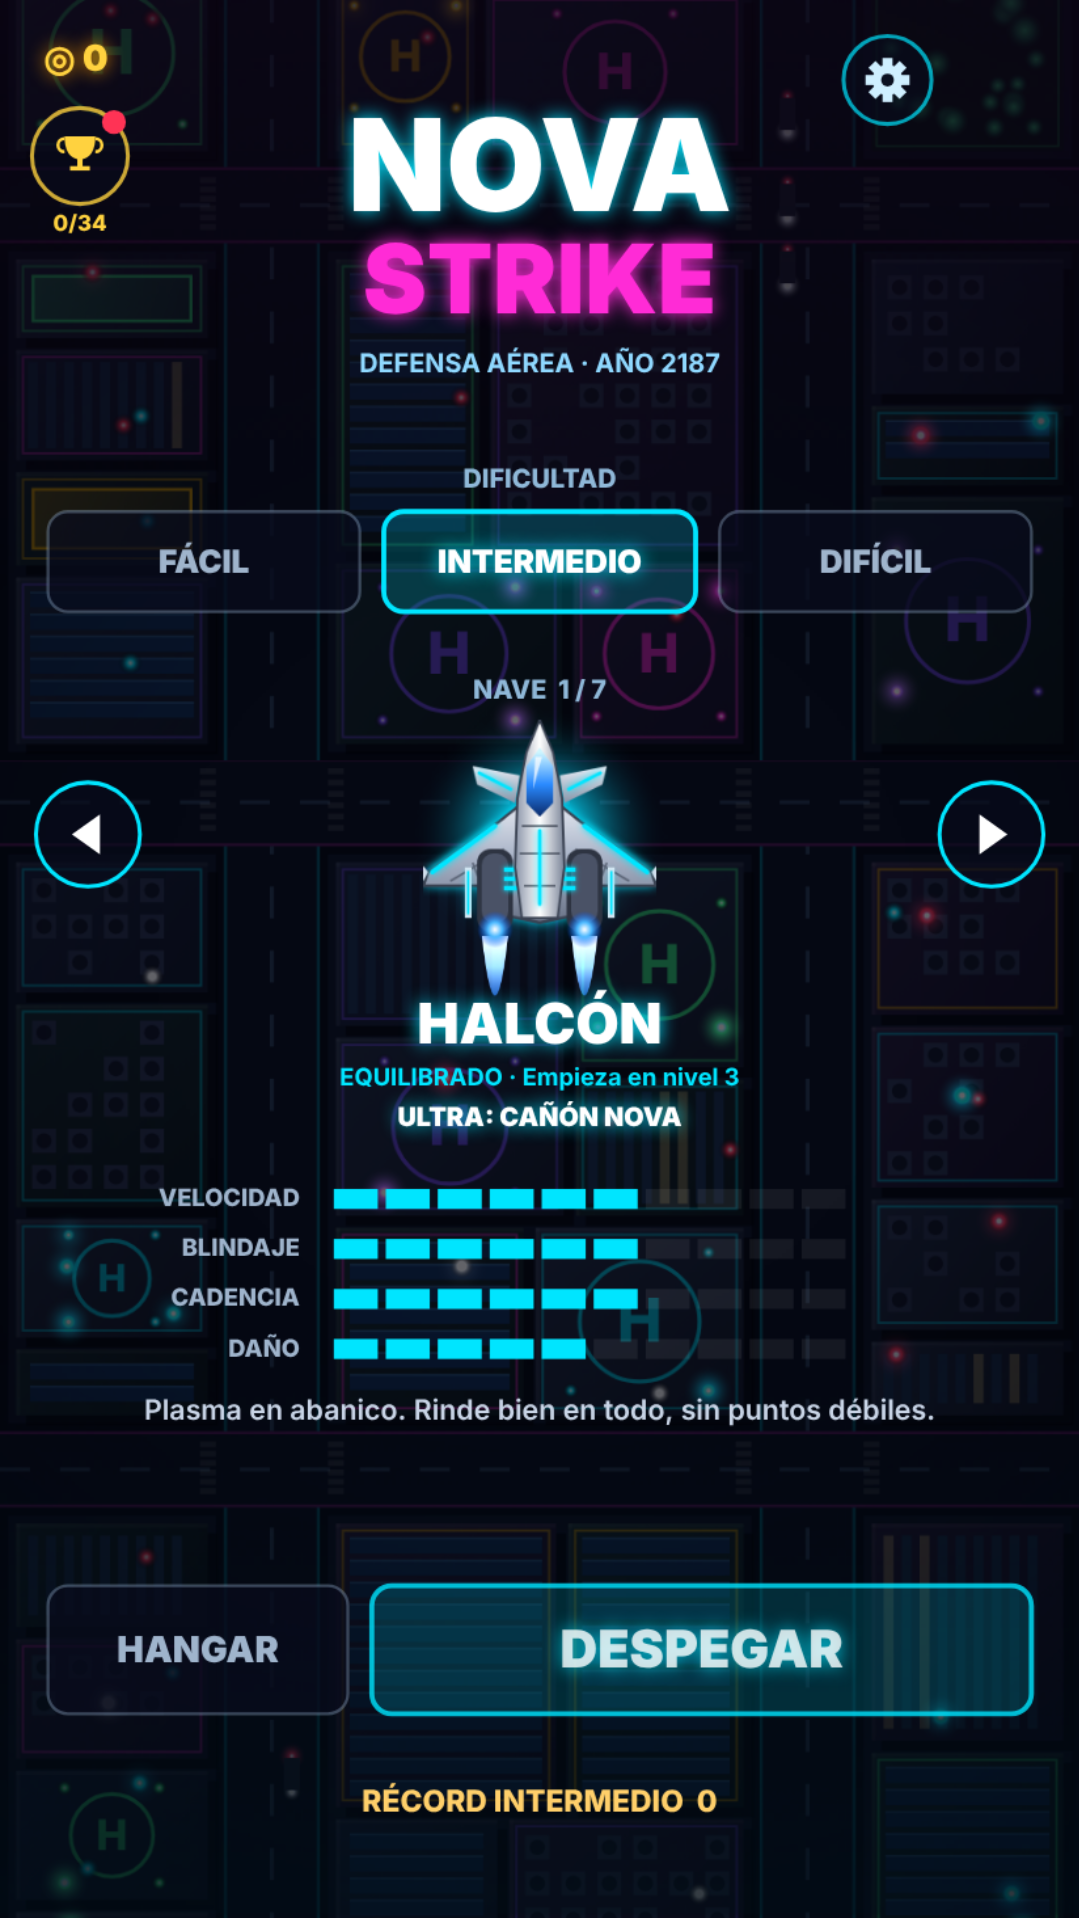 0
0/34
NOVA
STRIKE
DEFENSA AÉREA · AÑO 2187
DIFICULTAD
FÁCIL
INTERMEDIO
DIFÍCIL
NAVE 1 / 7
HALCÓN
EQUILIBRADO · Empieza en nivel 3
ULTRA: CAÑÓN NOVA
VELOCIDAD
BLINDAJE
CADENCIA
DAÑO
Plasma en abanico. Rinde bien en todo, sin puntos débiles.
HANGAR
DESPEGAR
RÉCORD INTERMEDIO 0
H
H
H
H
H
H
H
H
H
H
H